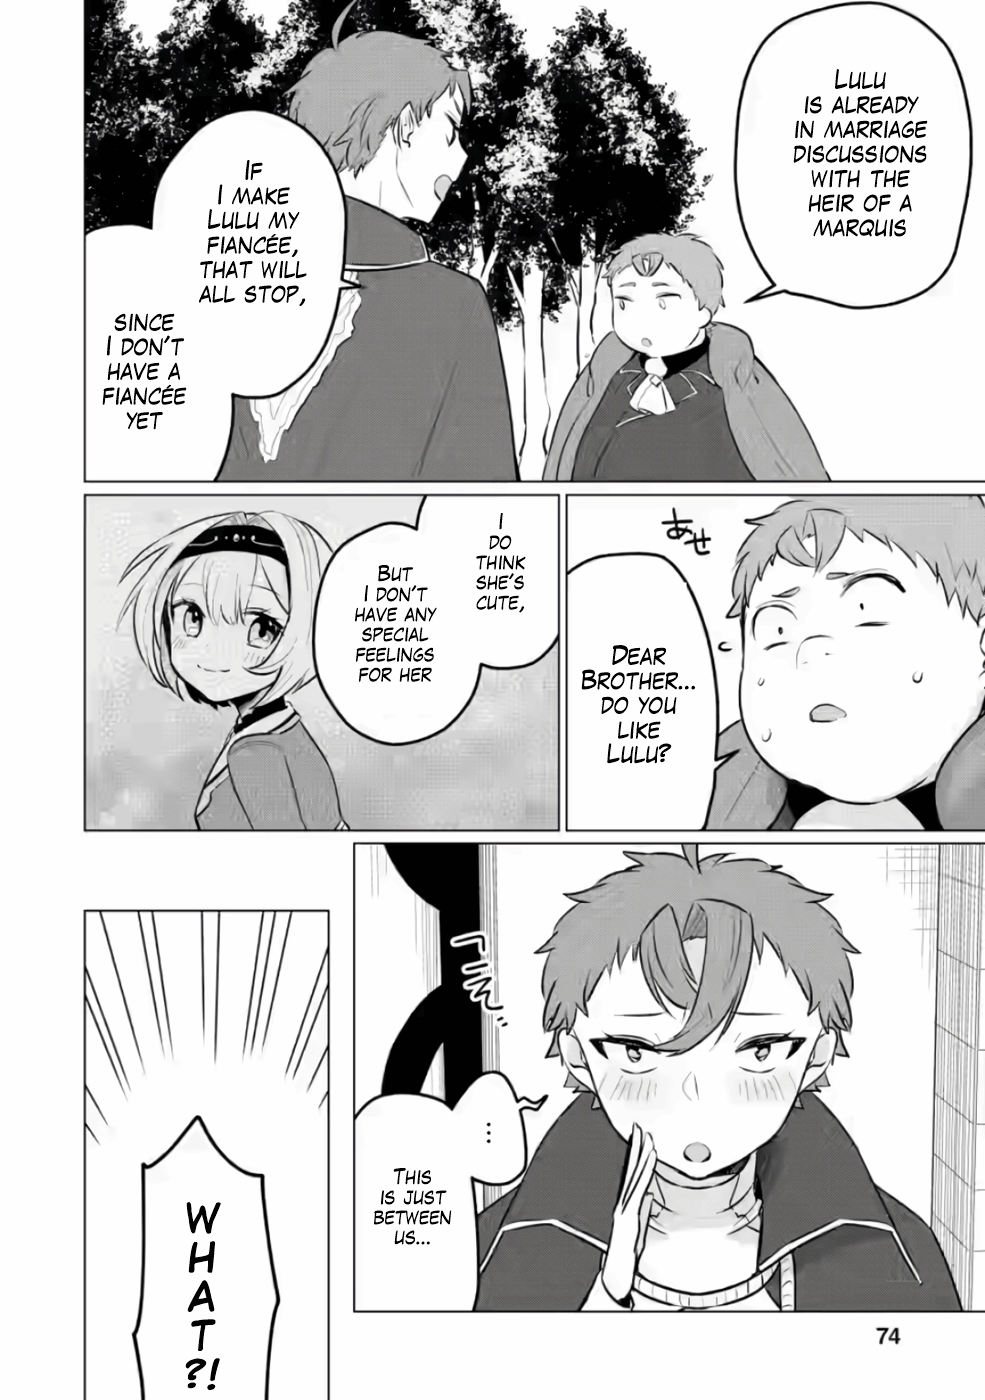 LULU
IS ALREADY
IN MARRIAGE
DISCUSSIONS
WITH THE
HEIR OF A
MARQUIS
IF
I MAKE
LULU MY
FIANCÉE,
THAT WILL
ALL STOP,
SINCE
I DON'T
HAVE A
FIANCÉE
YET
あせ
DEAR
BROTHER...
DO YOU
LIKE
LULU?
I
DO
THINK
SHE'S
CUTE,
BUT
I DON'T
HAVE ANY
SPECIAL
FEELINGS
FOR HER
...
THIS
IS JUST
BETWEEN
US...
WHAT?!
74